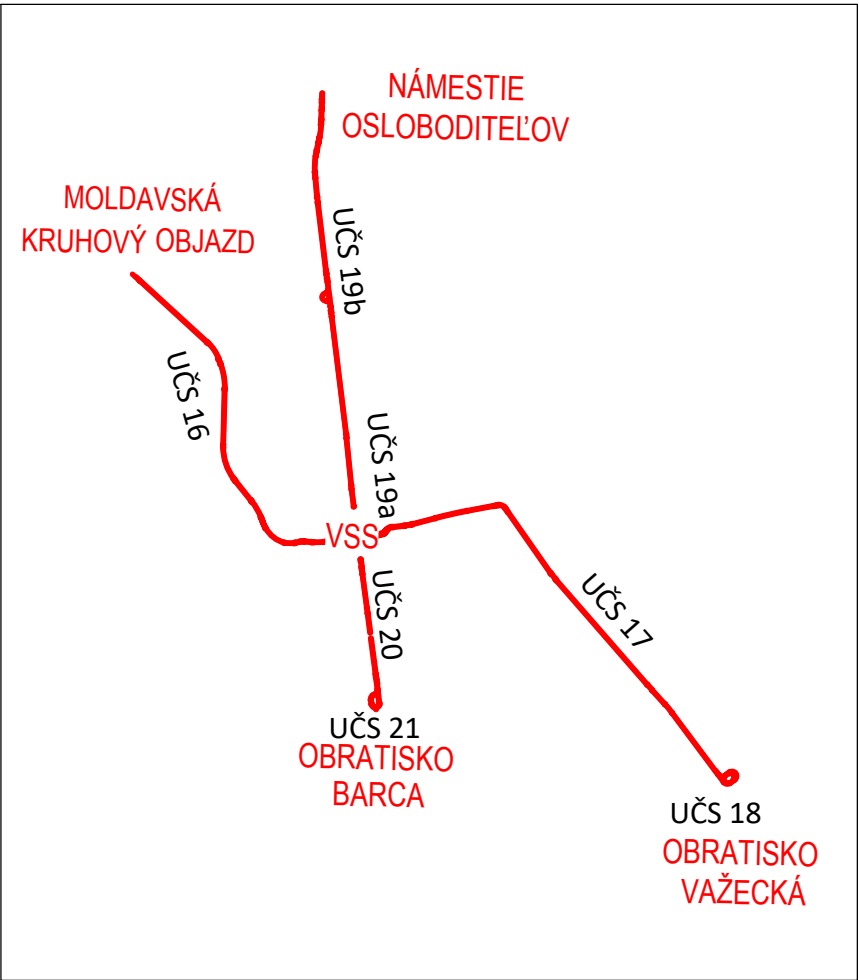 NÁMESTIE
OSLOBODITEĽOV
MOLDAVSKÁ
KRUHOVÝ OBJAZD
UČS 19b
UČS 16
UČS 19a
VSS
UČS 20
UČS 17
UČS 21
OBRATISKO
BARCA
UČS 18
OBRATISKO
VAŽECKÁ